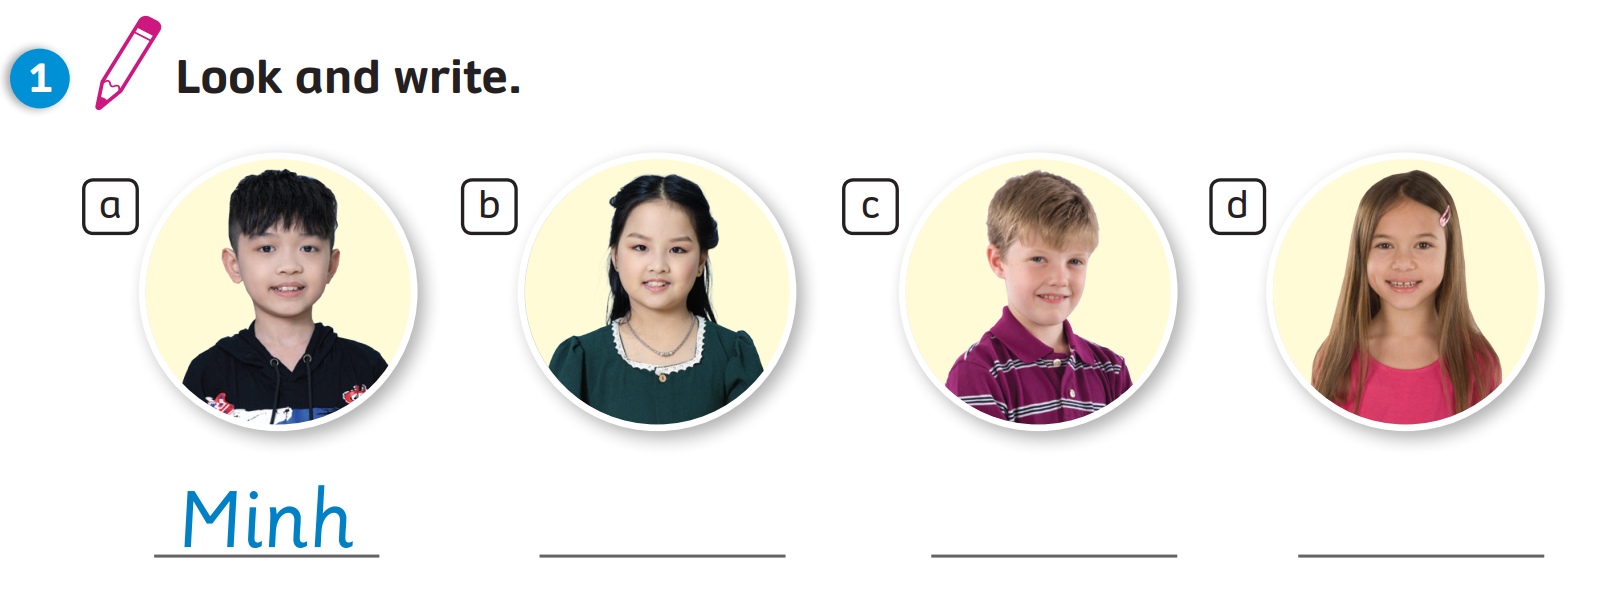 1 Look and write.
a b c d
Minh